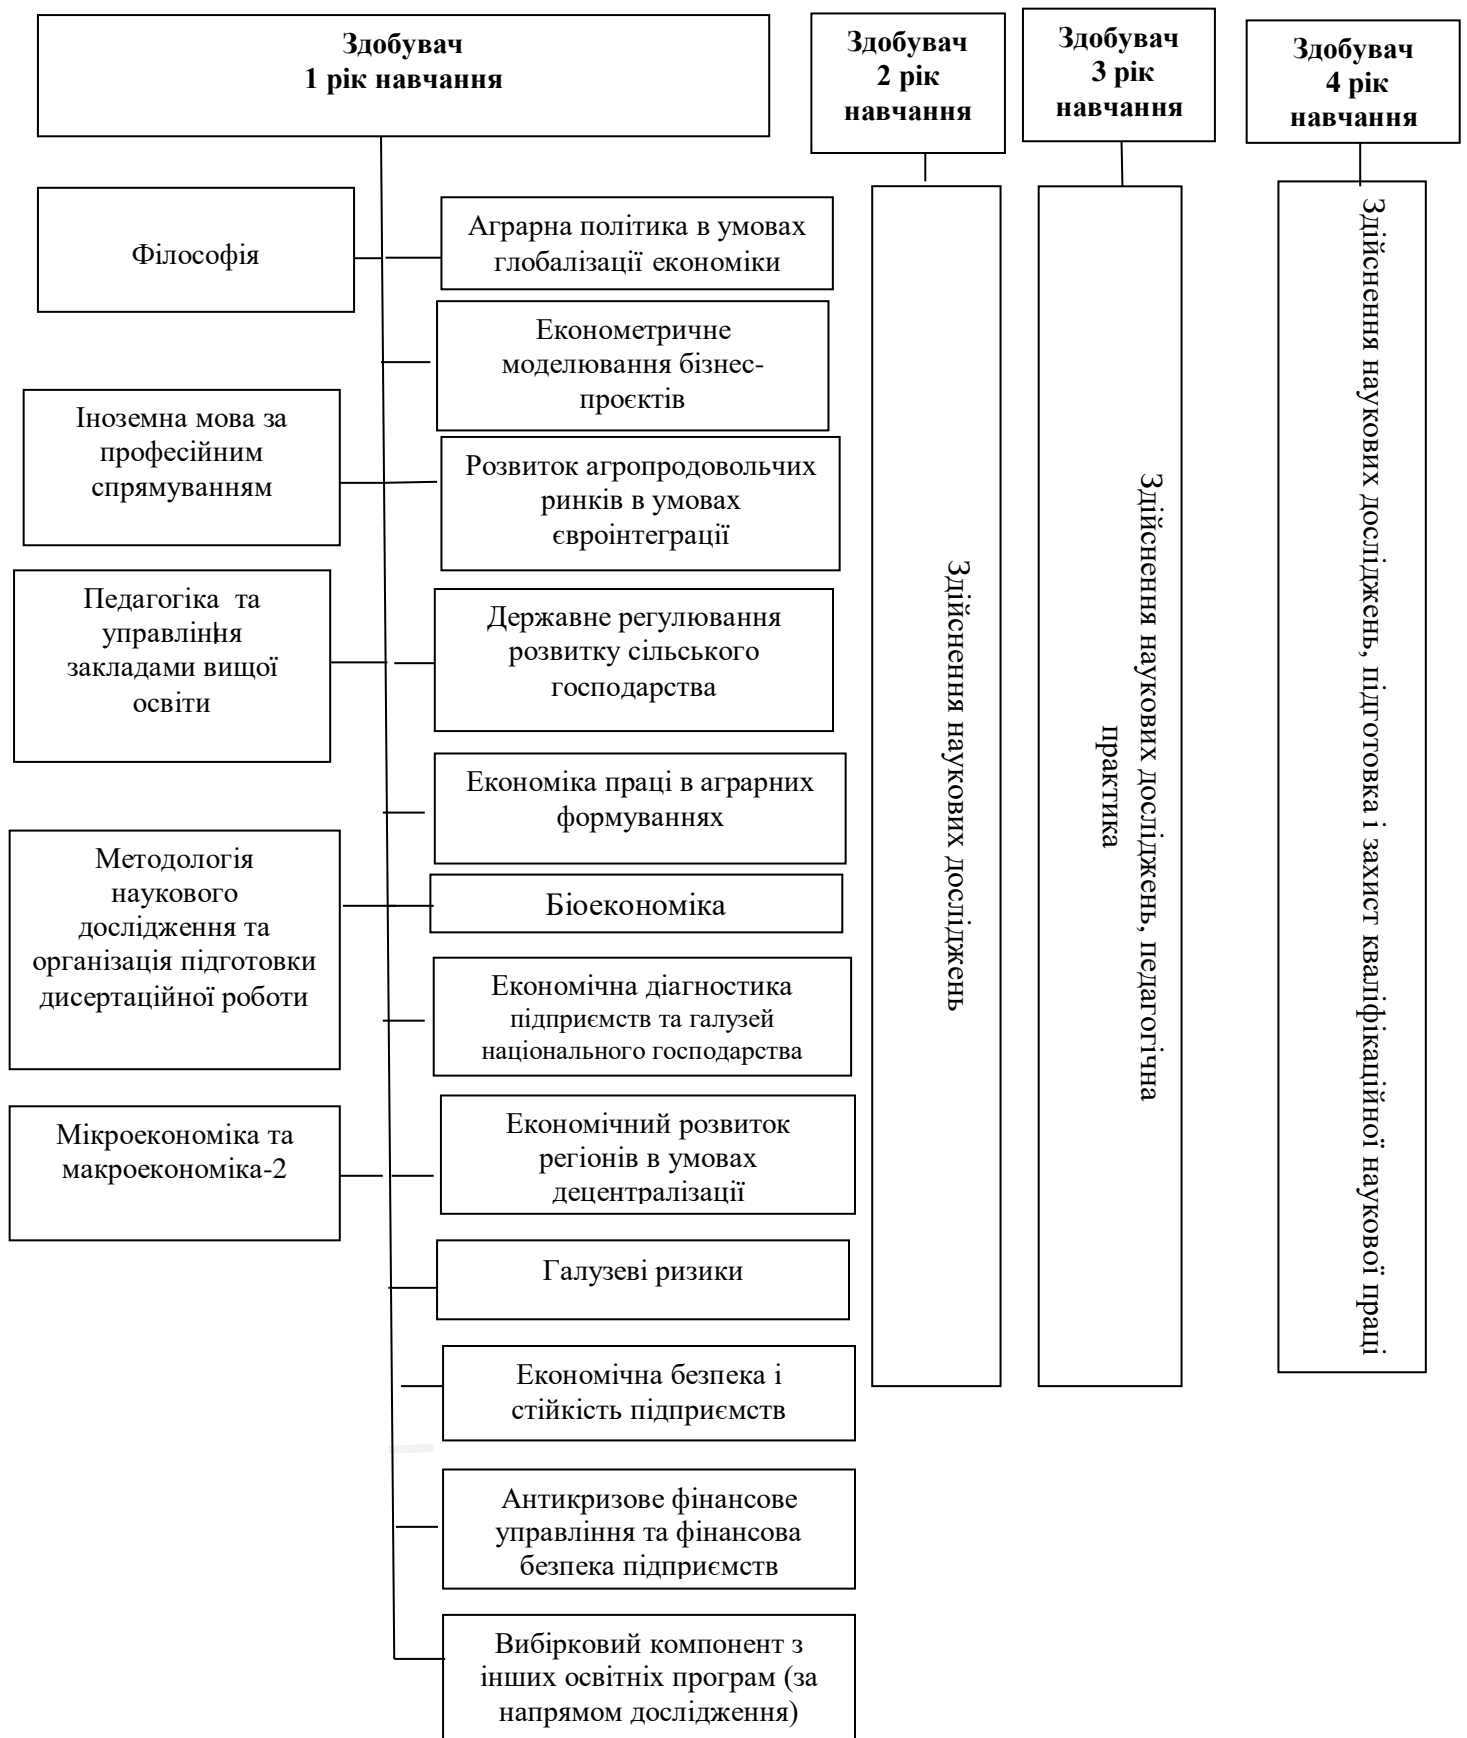 Здобувач
1 рік навчання
Здобувач
2 рік
навчання
Здобувач
3 рік
навчання
Здобувач
4 рік
навчання
Філософія
Іноземна мова за
професійним
спрямуванням
Педагогіка та
управління
закладами вищої
освіти
Методологія
наукового
дослідження та
організація підготовки
дисертаційної роботи
Мікроекономіка та
макроекономіка-2
Аграрна політика в умовах
глобалізації економіки
Економетричне
моделювання бізнес-
проєктів
Розвиток агропродовольчих
ринків в умовах
євроінтеграції
Державне регулювання
розвитку сільського
господарства
Економіка праці в аграрних
формуваннях
Біоекономіка
Економічна діагностика
підприємств та галузей
національного господарства
Економічний розвиток
регіонів в умовах
децентралізації
Галузеві ризики
Економічна безпека і
стійкість підприємств
Антикризове фінансове
управління та фінансова
безпека підприємств
Вибірковий компонент з
інших освітніх програм (за
напрямом дослідження)
Здійснення наукових досліджень
Здійснення наукових досліджень, педагогічна
практика
Здійснення наукових досліджень, підготовка і захист кваліфікаційної наукової праці